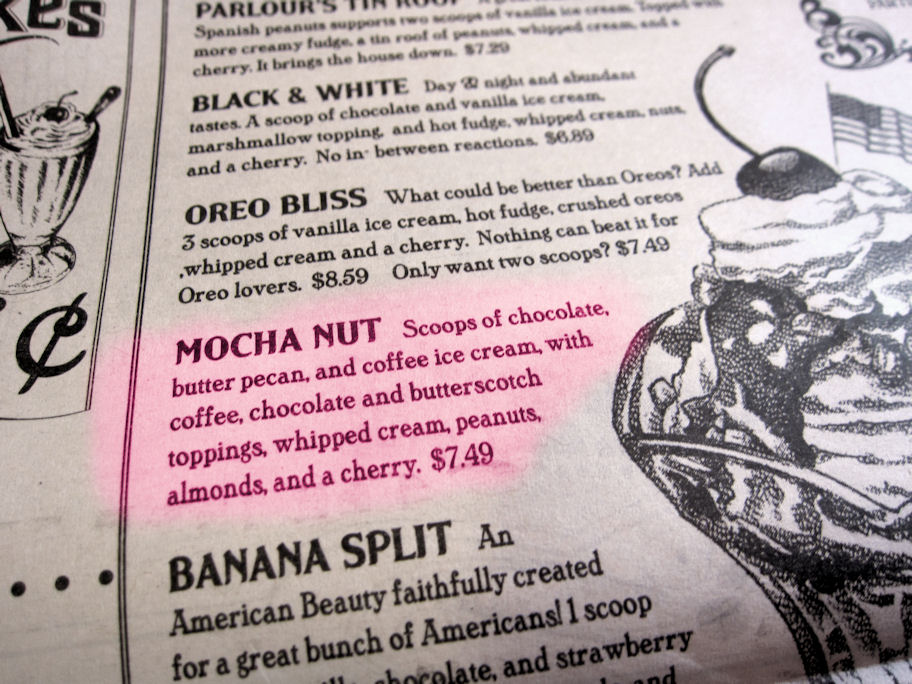 kes
PARLOUR'S TIN ROOF
Spanish peanuts supports two scoops of vanilla ice cream. Topped with
more creamy fudge, a tin roof of peanuts, whipped cream, and a
cherry. It brings the house down. $7.29
BLACK & WHITE Day & night and abundant
tastes. A scoop of chocolate and vanilla ice cream,
marshmallow topping, and hot fudge, whipped cream, nuts,
and a cherry. No in- between reactions. $6.89
OREO BLISS What could be better than Oreos? Add
3 scoops of vanilla ice cream, hot fudge, crushed oreos
,whipped cream and a cherry. Nothing can beat it for
Oreo lovers. $8.59 Only want two scoops? $7.49
¢
MOCHA NUT Scoops of chocolate,
butter pecan, and coffee ice cream, with
coffee, chocolate and butterscotch
toppings, whipped cream, peanuts,
almonds, and a cherry. $7.49
BANANA SPLIT An
American Beauty faithfully created
for a great bunch of Americans! 1 scoop
chocolate, and strawberry
and